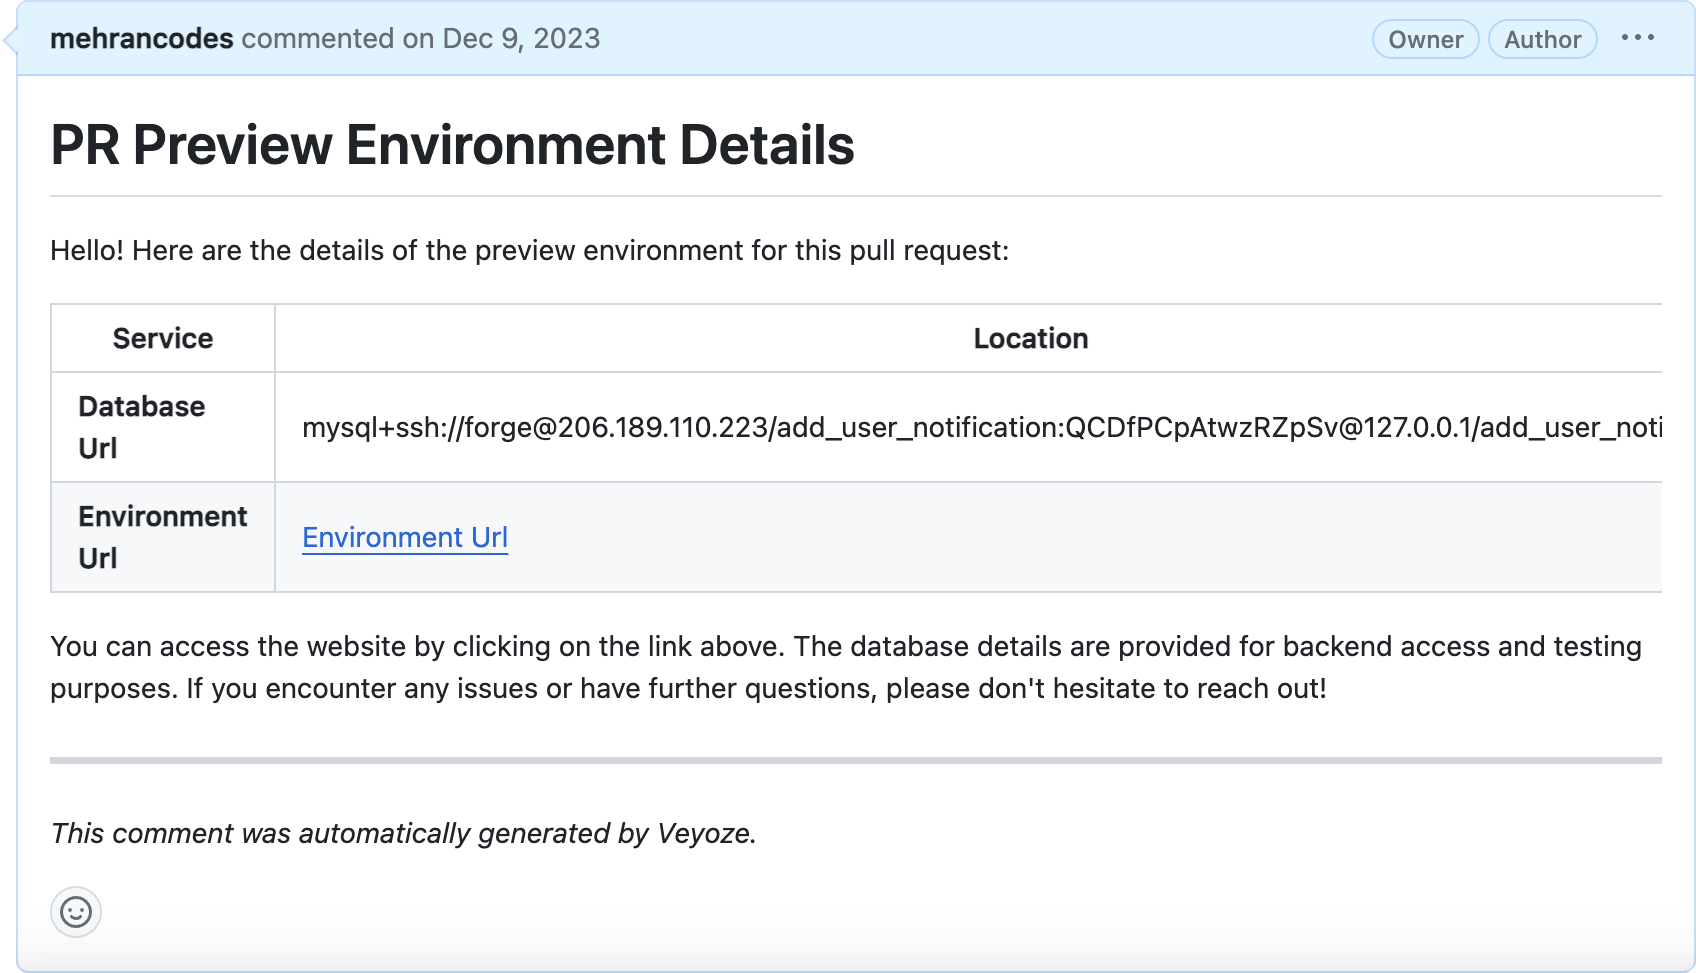 mehrancodes commented on Dec 9, 2023 Owner Author
PR Preview Environment Details
Hello! Here are the details of the preview environment for this pull request:
Service Location
Database
Url
mysql+ssh://forge@206.189.110.223/add_user_notification:QCDfPCpAtwzRZpSv@127.0.0.1/add_user_noti
Environment
Url
Environment Url
You can access the website by clicking on the link above. The database details are provided for backend access and testing
purposes. If you encounter any issues or have further questions, please don't hesitate to reach out!
This comment was automatically generated by Veyoze.